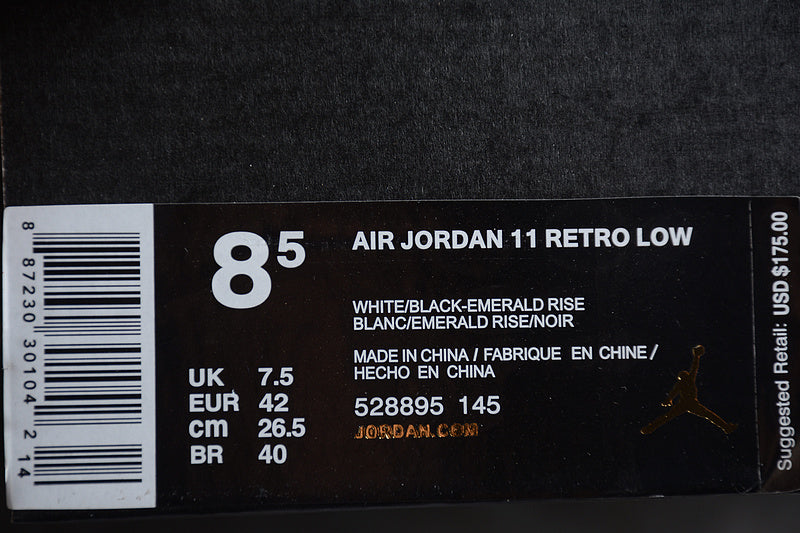 8 87230 30104 2 14
8 5
AIR JORDAN 11 RETRO LOW
WHITE/BLACK-EMERALD RISE
BLANC/EMERALD RISE/NOIR
MADE IN CHINA / FABRIQUE EN CHINE /
HECHO EN CHINA
UK 7.5
EUR 42
cm 26.5
BR 40
528895 145
JORDAN.COM
Suggested Retail: USD $175.00